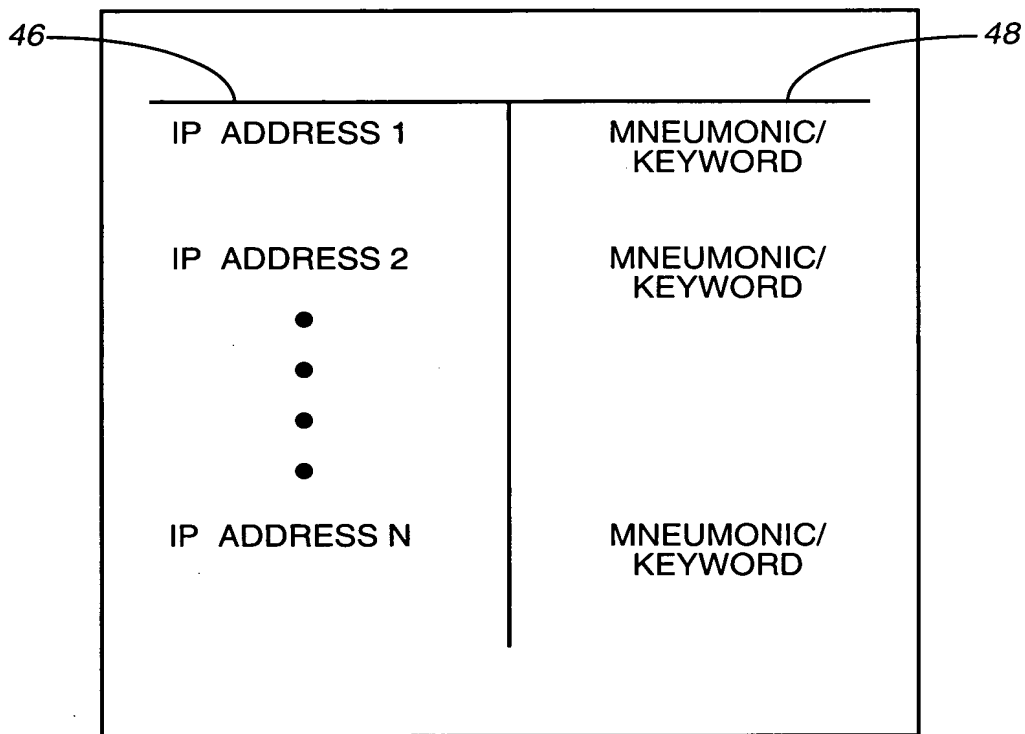 46
48
IP ADDRESS 1
MNEUMONIC/
KEYWORD
IP ADDRESS 2
MNEUMONIC/
KEYWORD
IP ADDRESS N
MNEUMONIC/
KEYWORD